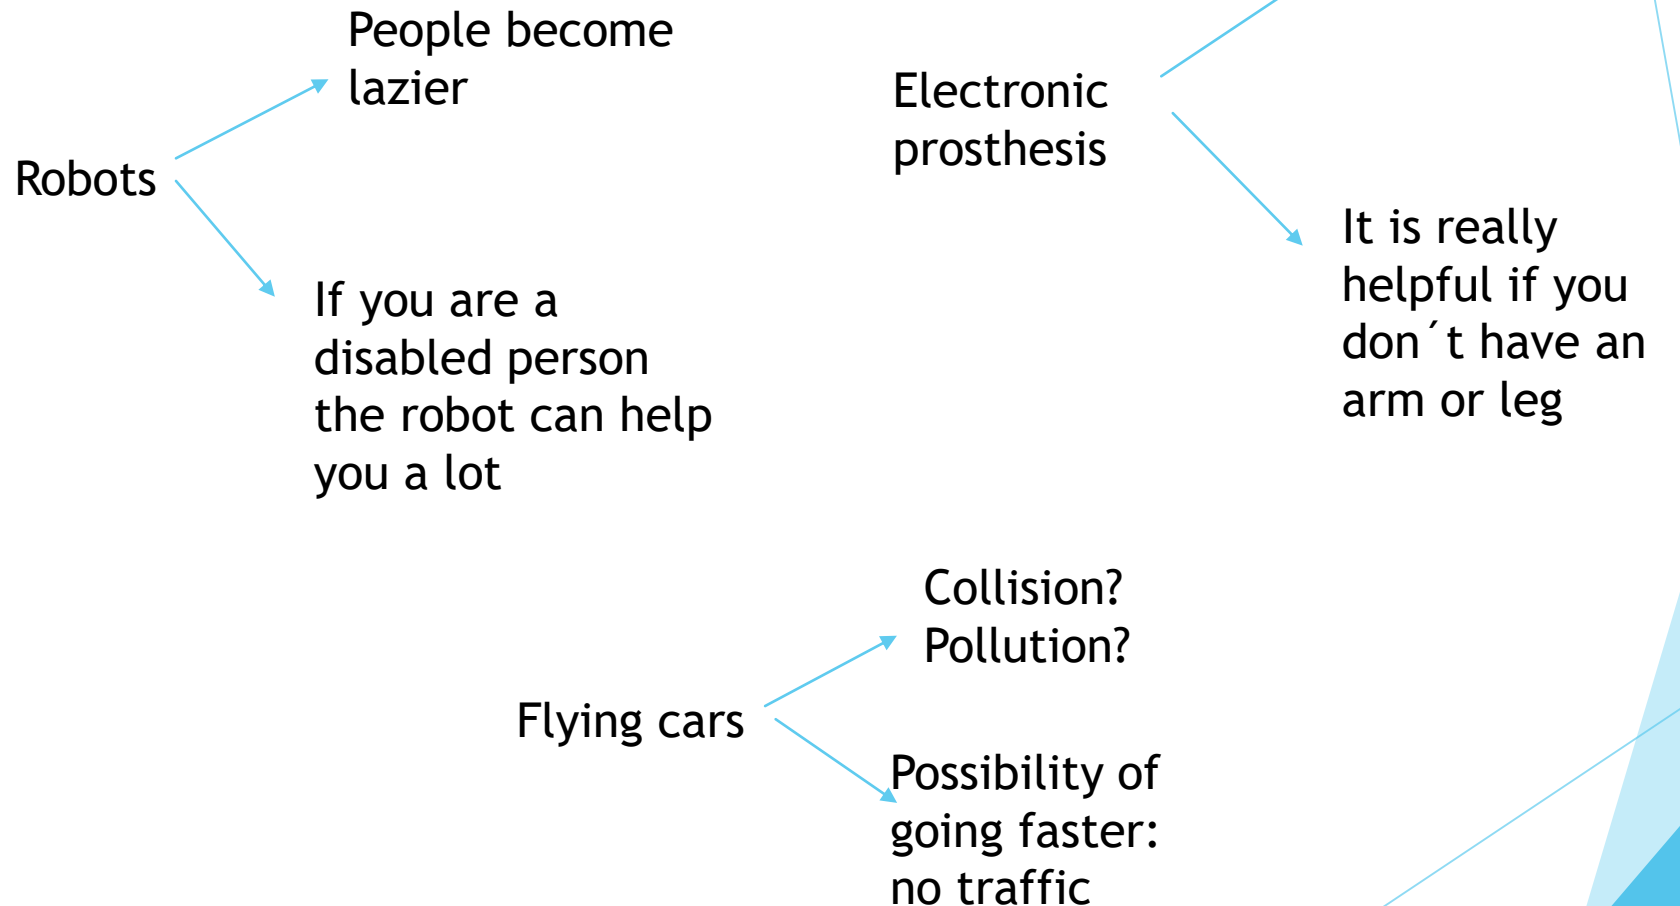 People become
lazier
Robots
If you are a
disabled person
the robot can help
you a lot
Electronic
prosthesis
It is really
helpful if you
don´t have an
arm or leg
Flying cars
Collision?
Pollution?
Possibility of
going faster:
no traffic